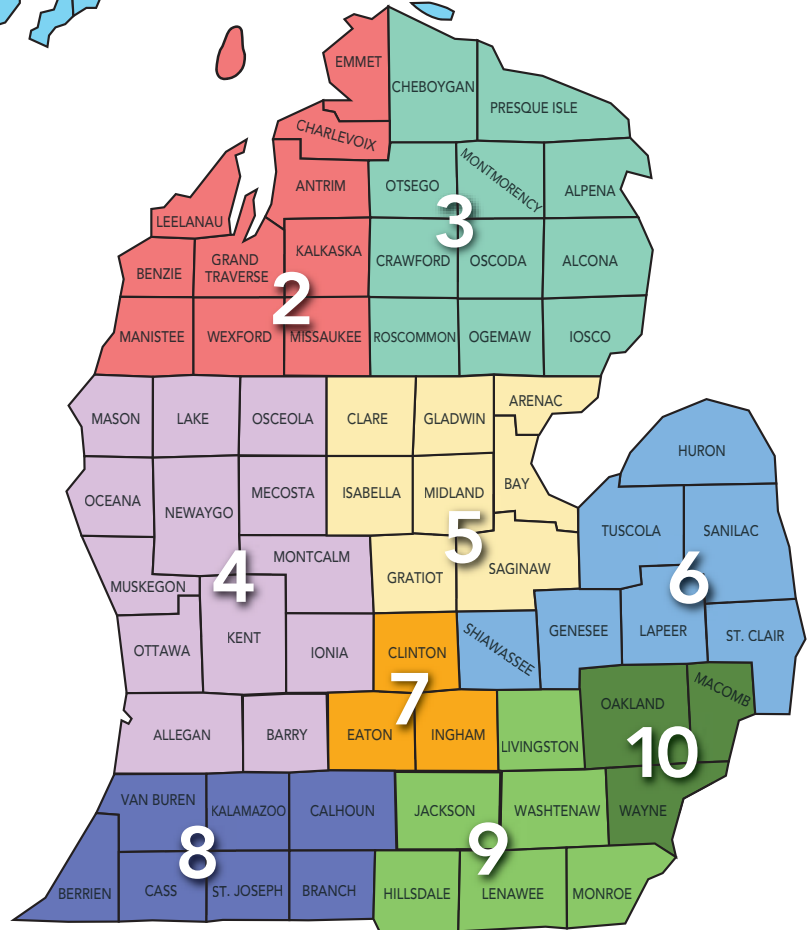 EMMET
CHEBOYGAN
PRESQUE ISLE
CHARLEVOIX
ANTRIM
OTSEGO
MONTMORENCY
ALPENA
LEELANAU
3
BENZIE
GRAND
TRAVERSE
KALKASKA
CRAWFORD
OSCODA
ALCONA
2
MANISTEE
WEXFORD
MISSAUKEE
ROSCOMMON
OGEMAW
IOSCO
MASON
LAKE
OSCEOLA
CLARE
GLADWIN
ARENAC
HURON
OCEANA
NEWAYGO
MECOSTA
ISABELLA
MIDLAND
BAY
TUSCOLA
SANILAC
5
MUSKEGON
4
MONTCALM
GRATIOT
SAGINAW
6
OTTAWA
KENT
IONIA
CLINTON
SHIAWASSEE
GENESEE
LAPEER
ST. CLAIR
7
ALLEGAN
BARRY
EATON
INGHAM
LIVINGSTON
OAKLAND
MACOMB
10
VAN BUREN
KALAMAZOO
CALHOUN
JACKSON
WASHTENAW
WAYNE
8
9
BERRIEN
CASS
ST. JOSEPH
BRANCH
HILLSDALE
LENAWEE
MONROE